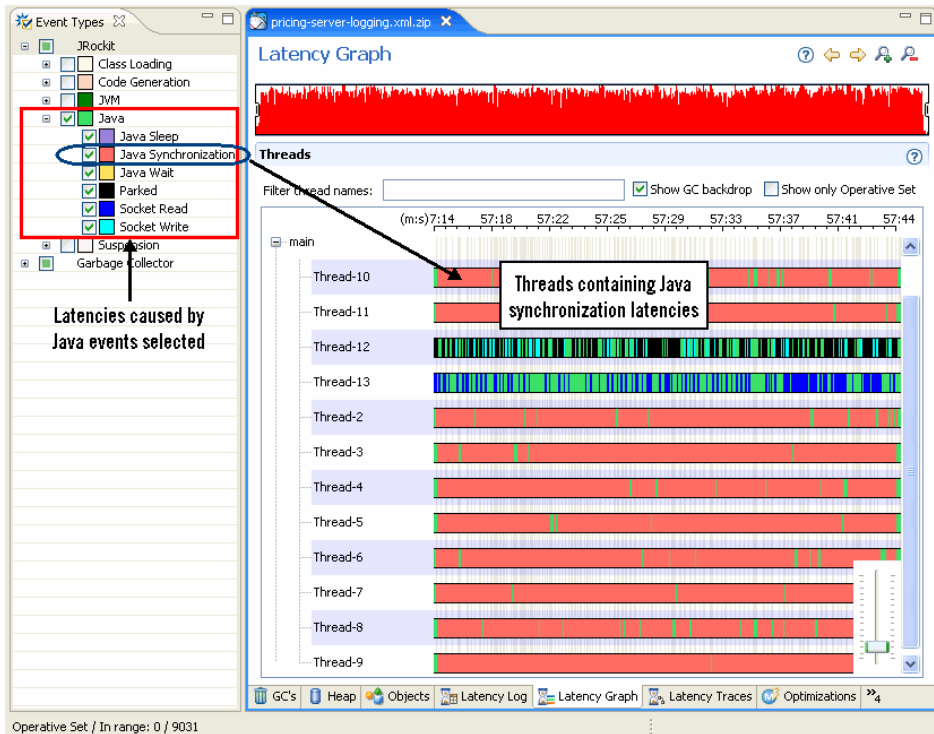 Event Types
JRockit
Class Loading
Code Generation
JVM
Java
Java Sleep
Java Synchronization
Java Wait
Parked
Socket Read
Socket Write
Suspension
Garbage Collector
Latencies caused by
Java events selected
pricing-server-logging.xml.zip
Latency Graph
Threads
Filter thread names:
Show GC backdrop
Show only Operative Set
(m:s)7:14 57:18 57:22 57:25 57:29 57:33 57:37 57:41 57:44
main
Thread-10
Threads containing Java
synchronization latencies
Thread-11
Thread-12
Thread-13
Thread-2
Thread-3
Thread-4
Thread-5
Thread-6
Thread-7
Thread-8
Thread-9
GC's Heap Objects Latency Log Latency Graph Latency Traces Optimizations »4
Operative Set / In range: 0 / 9031